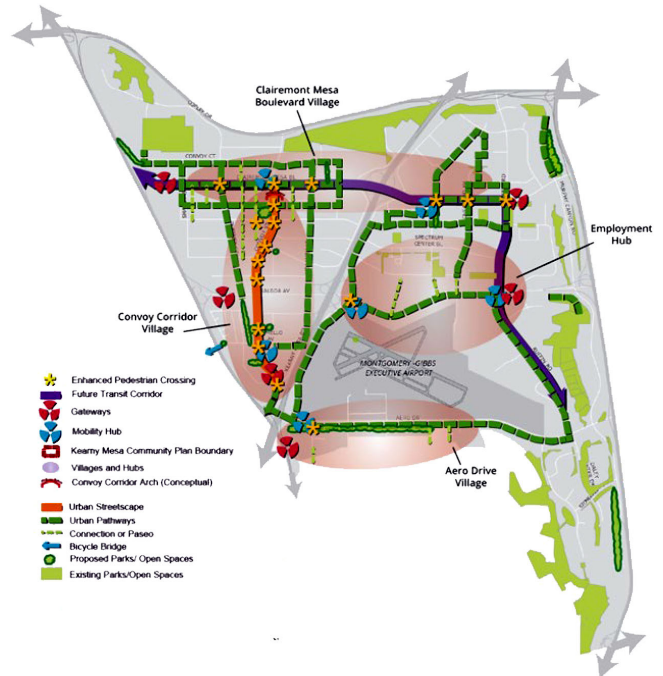 Clairemont Mesa
Boulevard Village
CONVOY CT
SPECTRUM
CENTER BL
Employment
Hub
Convoy Corridor
Village
MONTGOMERY-GIBBS
EXECUTIVE AIRPORT
AERO DR
Aero Drive
Village
Enhanced Pedestrian Crossing
Future Transit Corridor
Gateways
Mobility Hub
Kearny Mesa Community Plan Boundary
Villages and Hubs
Convoy Corridor Arch (Conceptual)
Urban Streetscape
Urban Pathways
Connection or Paseo
Bicycle Bridge
Proposed Parks/ Open Spaces
Existing Parks/Open Spaces